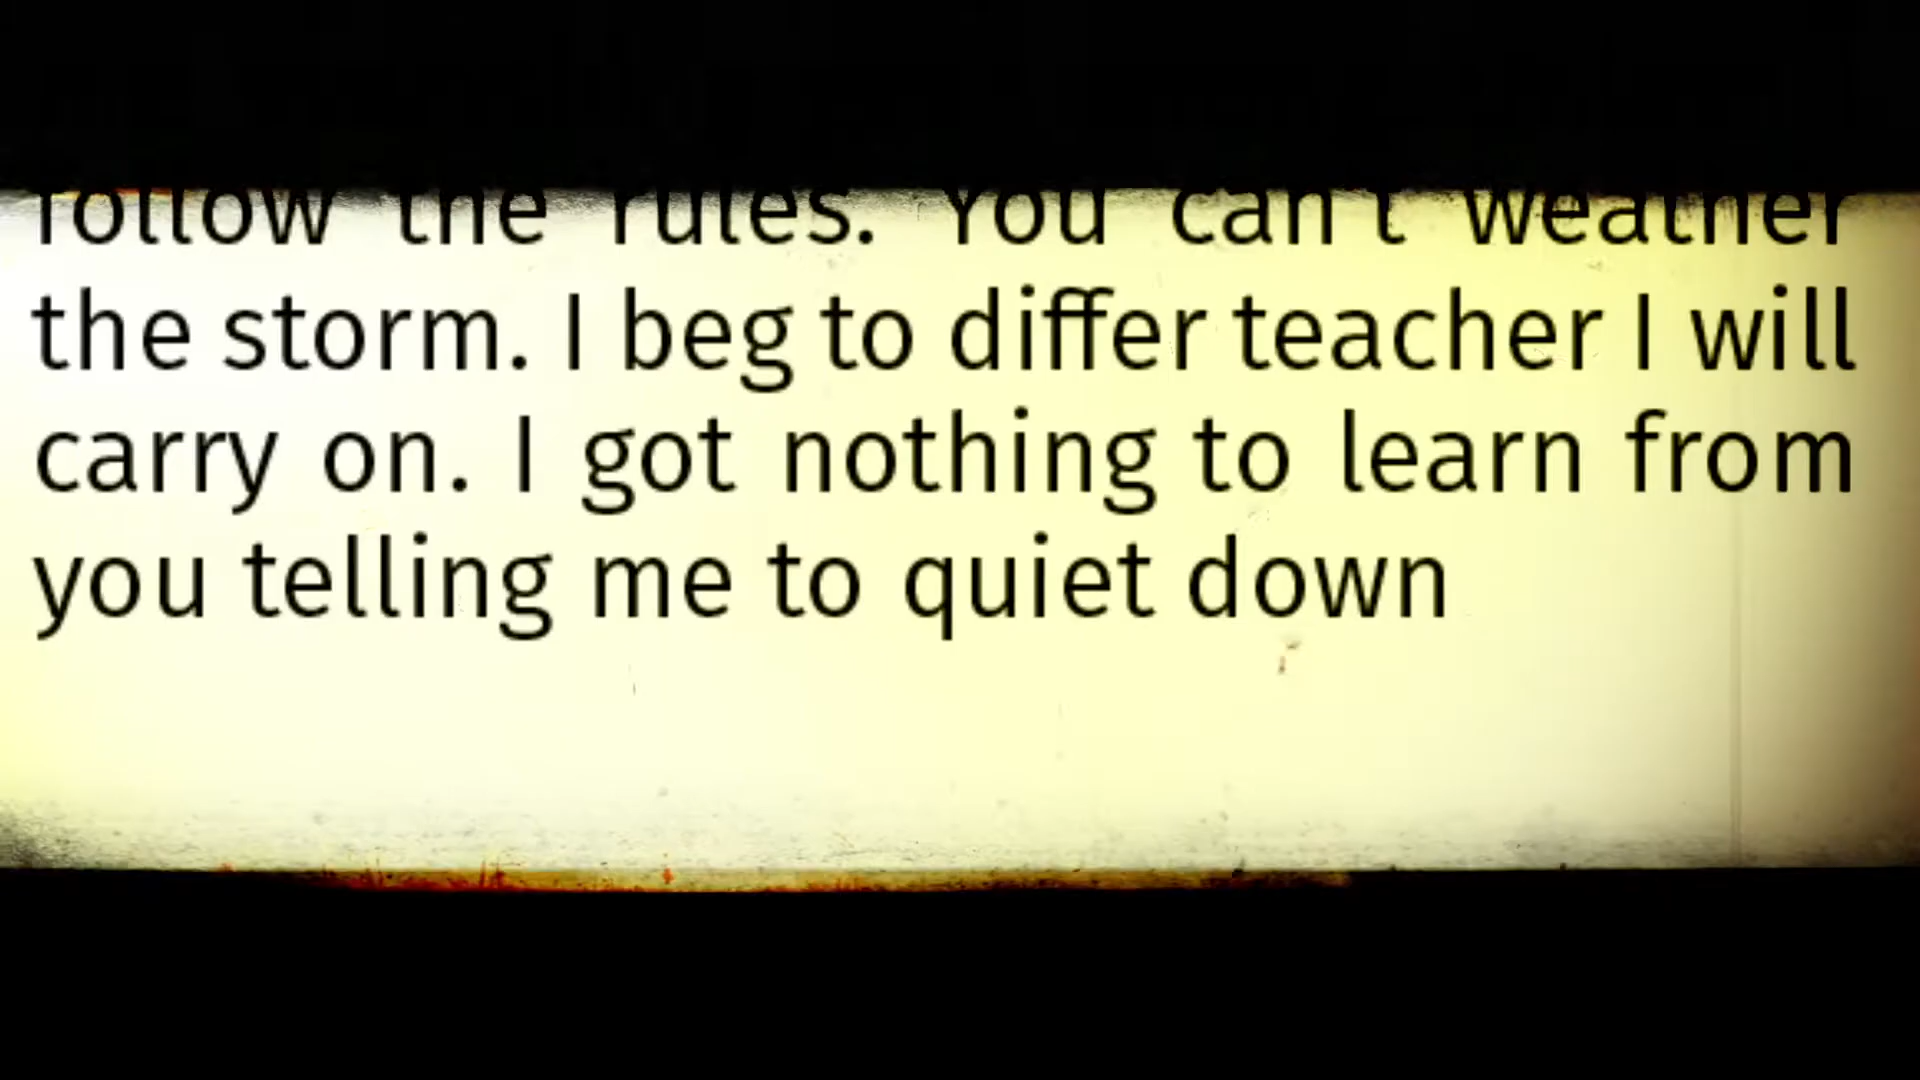 follow the rules. You can't weather
the storm. I beg to differ teacher I will
carry on. I got nothing to learn from
you telling me to quiet down